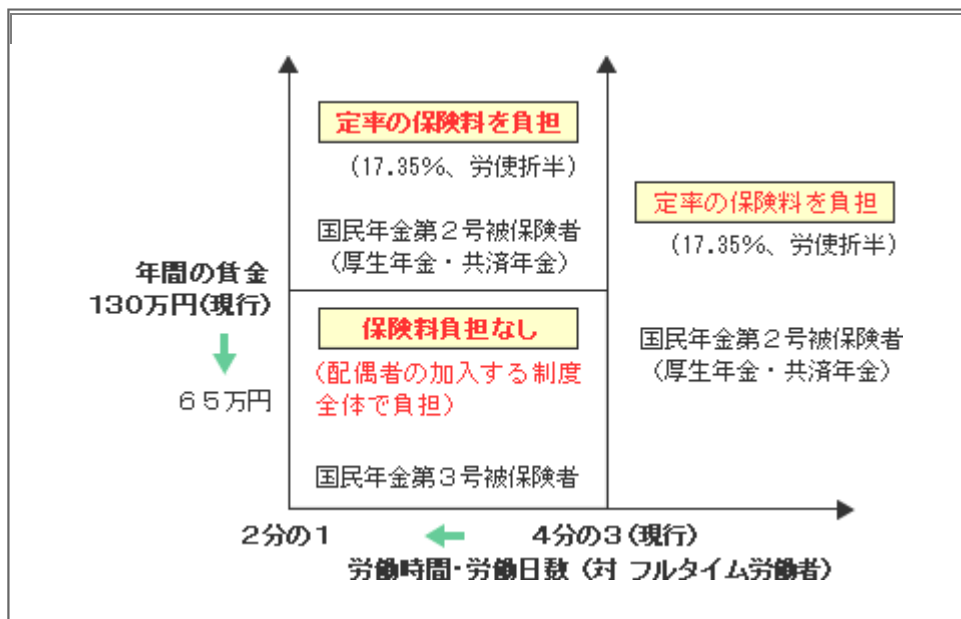 定率の保険料を負担
(17.35%、労使折半)
国民年金第２号被保険者
(厚生年金・共済年金)
定率の保険料を負担
(17.35%、労使折半)
国民年金第２号被保険者
(厚生年金・共済年金)
年間の賃金
130万円(現行)
６５万円
保険料負担なし
(配偶者の加入する制度
全体で負担)
国民年金第３号被保険者
2分の1
4分の3(現行)
労働時間･労働日数(対 フルタイム労働者)